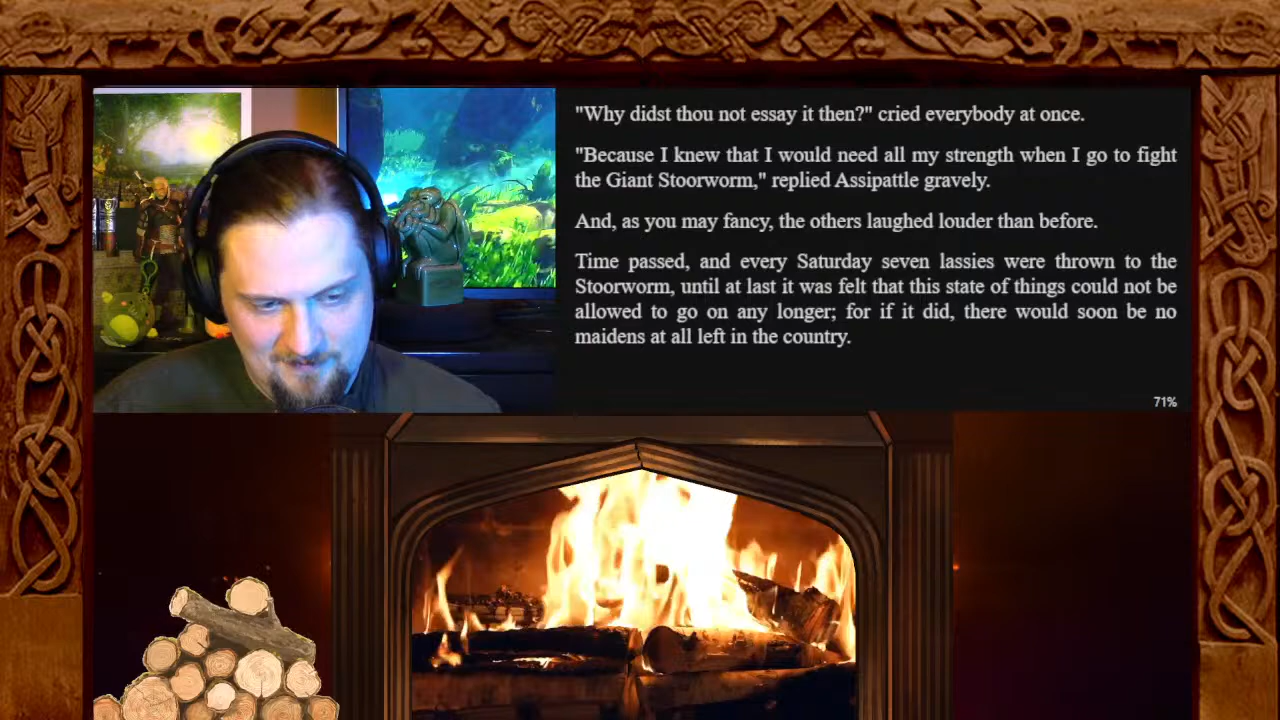 "Why didst thou not essay it then?" cried everybody at once.
"Because I knew that I would need all my strength when I go to fight
the Giant Stoorworm," replied Assipattle gravely.
And, as you may fancy, the others laughed louder than before.
Time passed, and every Saturday seven lassies were thrown to the
Stoorworm, until at last it was felt that this state of things could not be
allowed to go on any longer; for if it did, there would soon be no
maidens at all left in the country.
71%